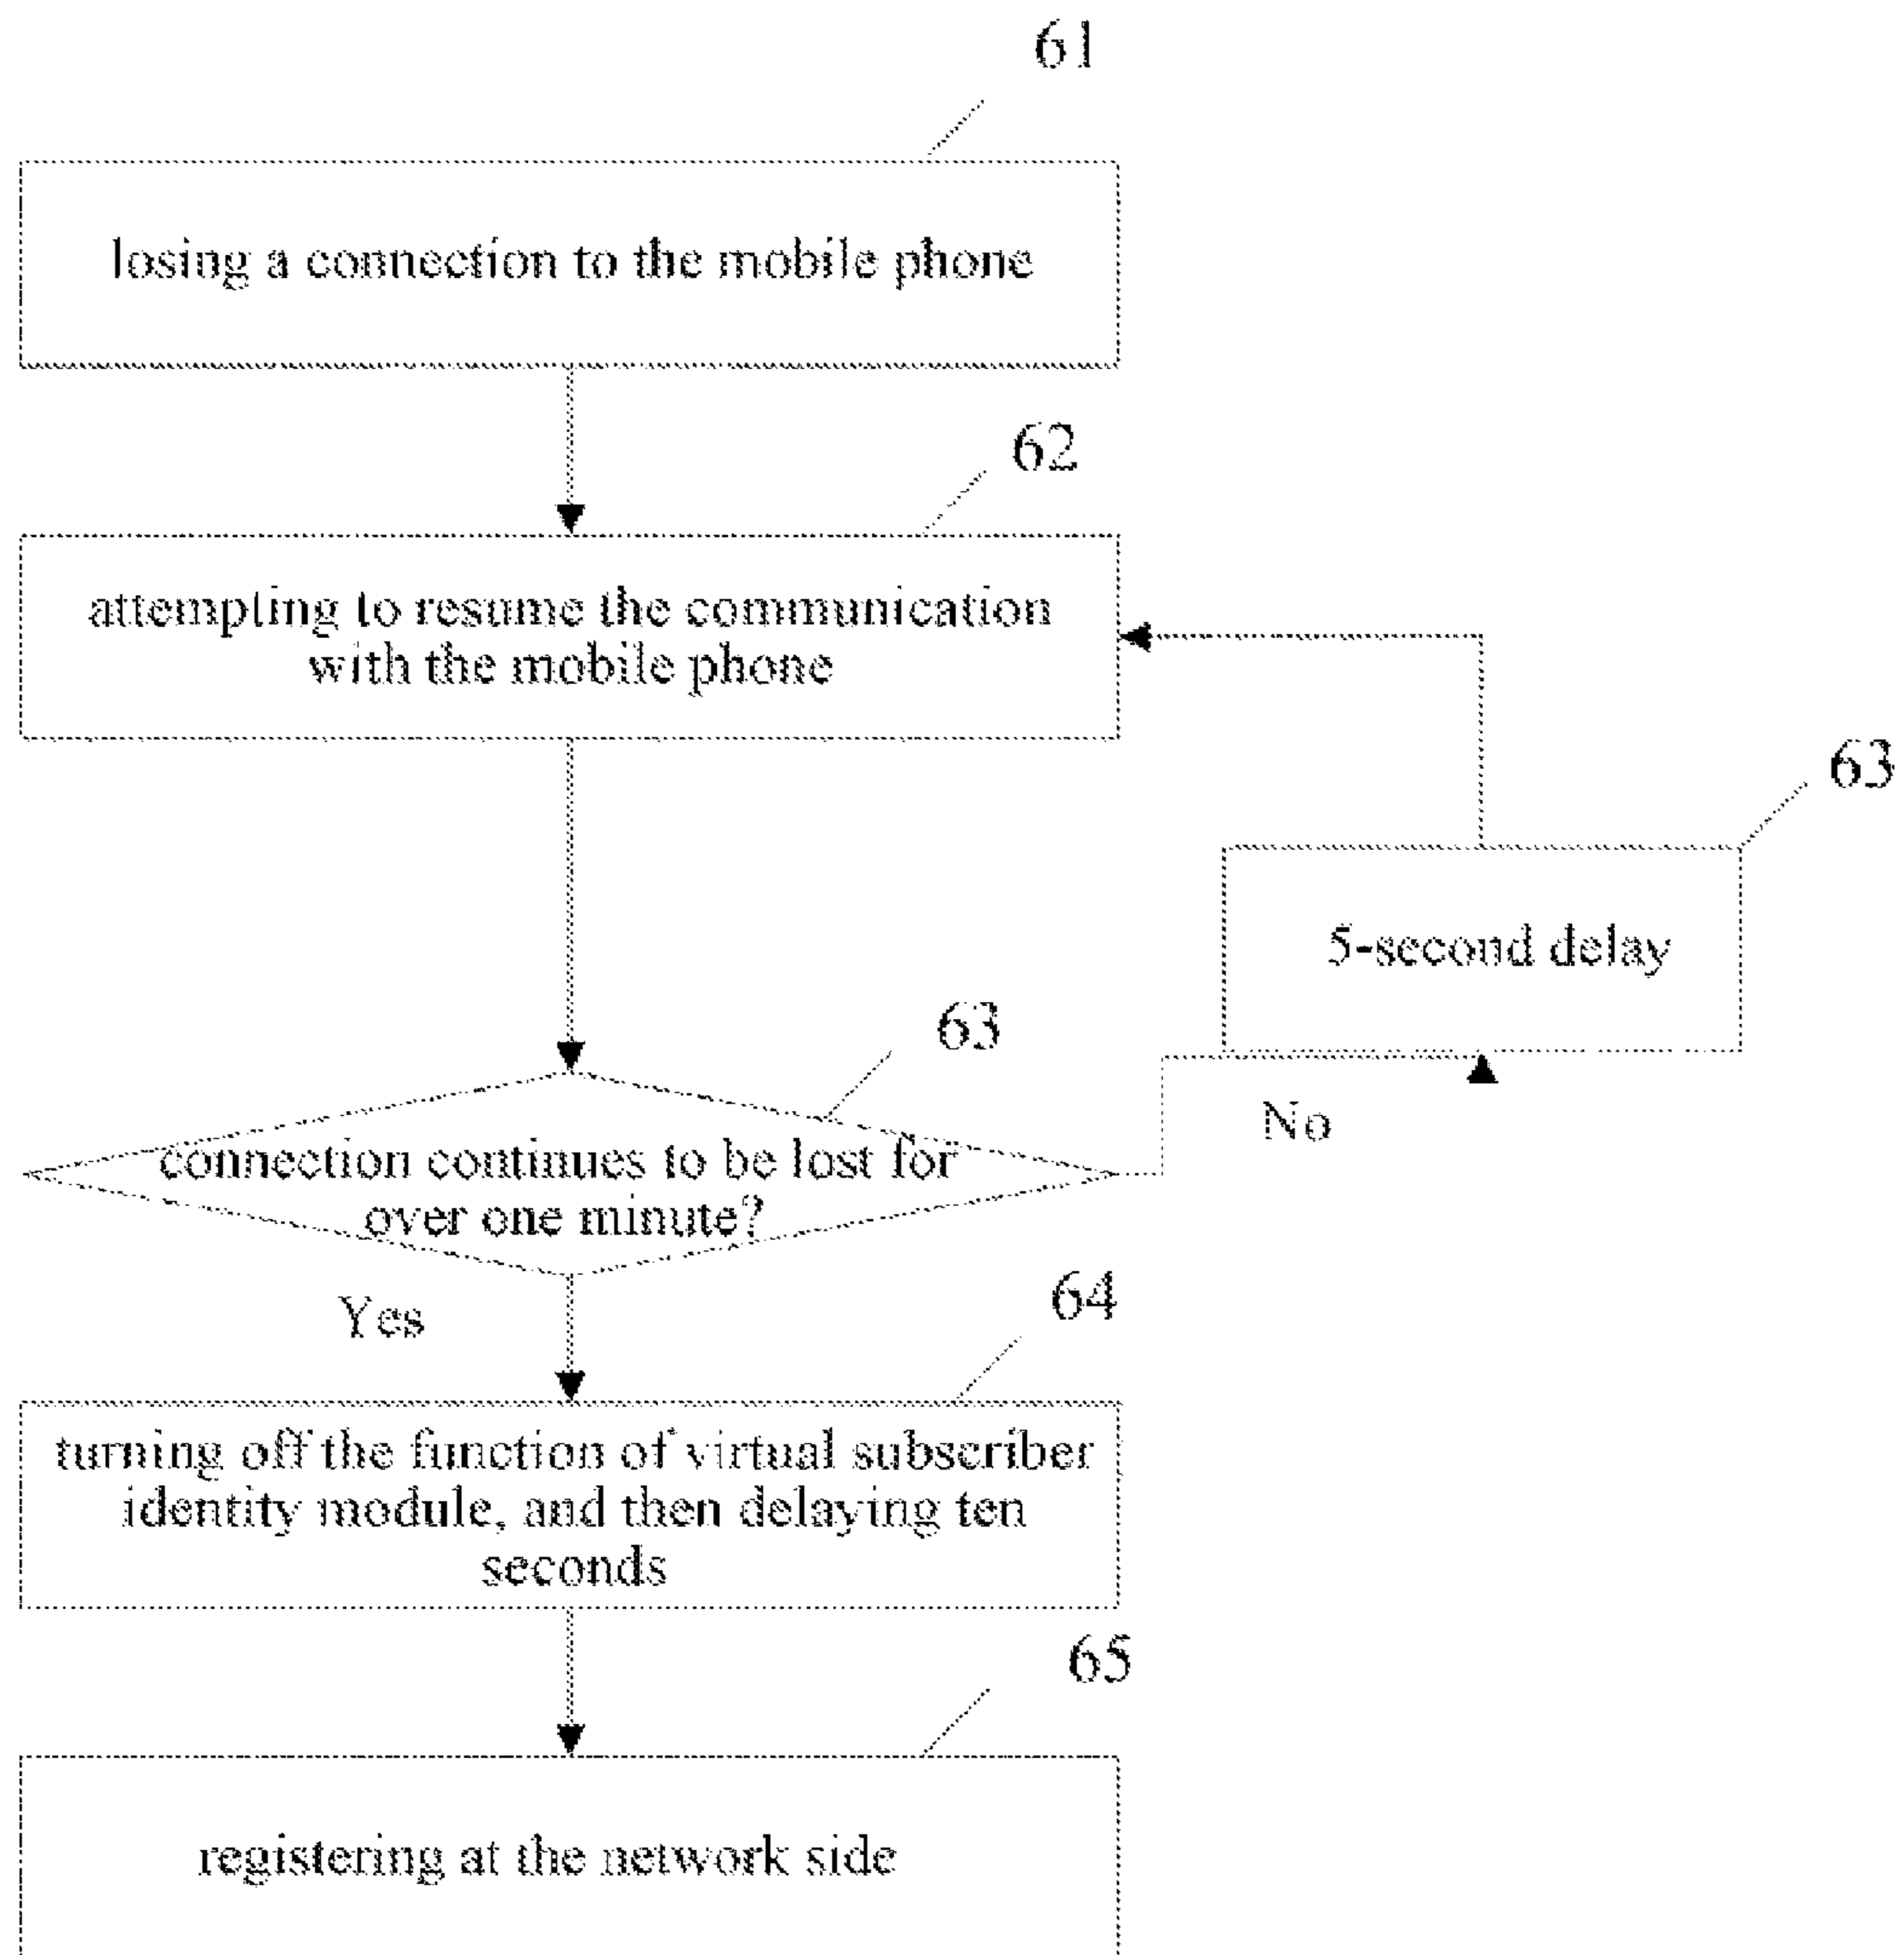 61
losing a connection to the mobile phone
62
attempting to resume the communication
with the mobile phone
63
5-second delay
63
connection continues to be lost for
over one minute?
No
Yes
64
turning off the function of virtual subscriber
identity module, and then delaying ten
seconds
65
registering at the network side